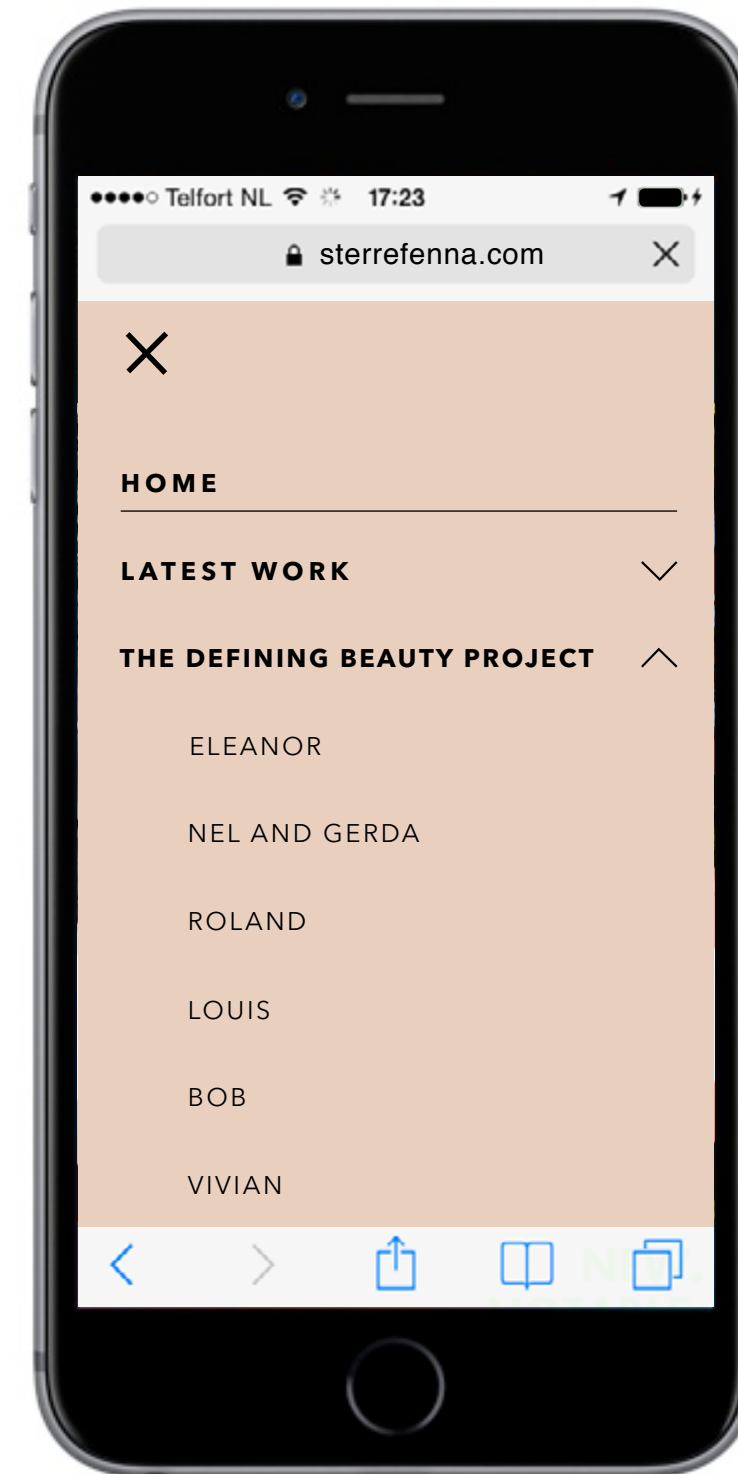 Telfort NL 17:23
sterrefenna.com
HOME
LATEST WORK
THE DEFINING BEAUTY PROJECT
ELEANOR
NEL AND GERDA
ROLAND
LOUIS
BOB
VIVIAN